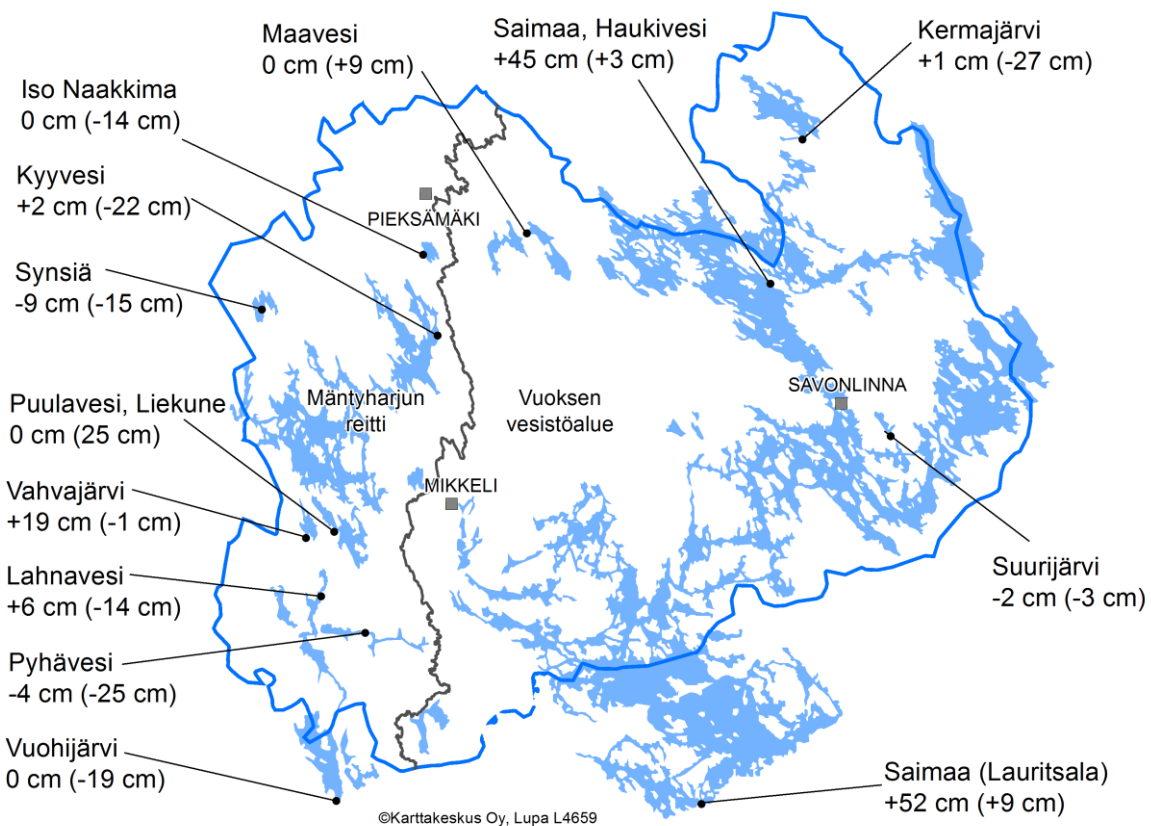 Maavesi
0 cm (+9 cm)
Saimaa, Haukivesi
+45 cm (+3 cm)
Kermajärvi
+1 cm (-27 cm)
Iso Naakkima
0 cm (-14 cm)
Kyyvesi
+2 cm (-22 cm)
PIEKSÄMÄKI
Synsiä
-9 cm (-15 cm)
Puulavesi, Liekune
0 cm (25 cm)
Mäntyharjun
reitti
Vuoksen
vesistöalue
SAVONLINNA
Vahvajärvi
+19 cm (-1 cm)
MIKKELI
Lahnavesi
+6 cm (-14 cm)
Suurijärvi
-2 cm (-3 cm)
Pyhävesi
-4 cm (-25 cm)
Vuohijärvi
0 cm (-19 cm)
Saimaa (Lauritsala)
+52 cm (+9 cm)
©Karttakeskus Oy, Lupa L4659